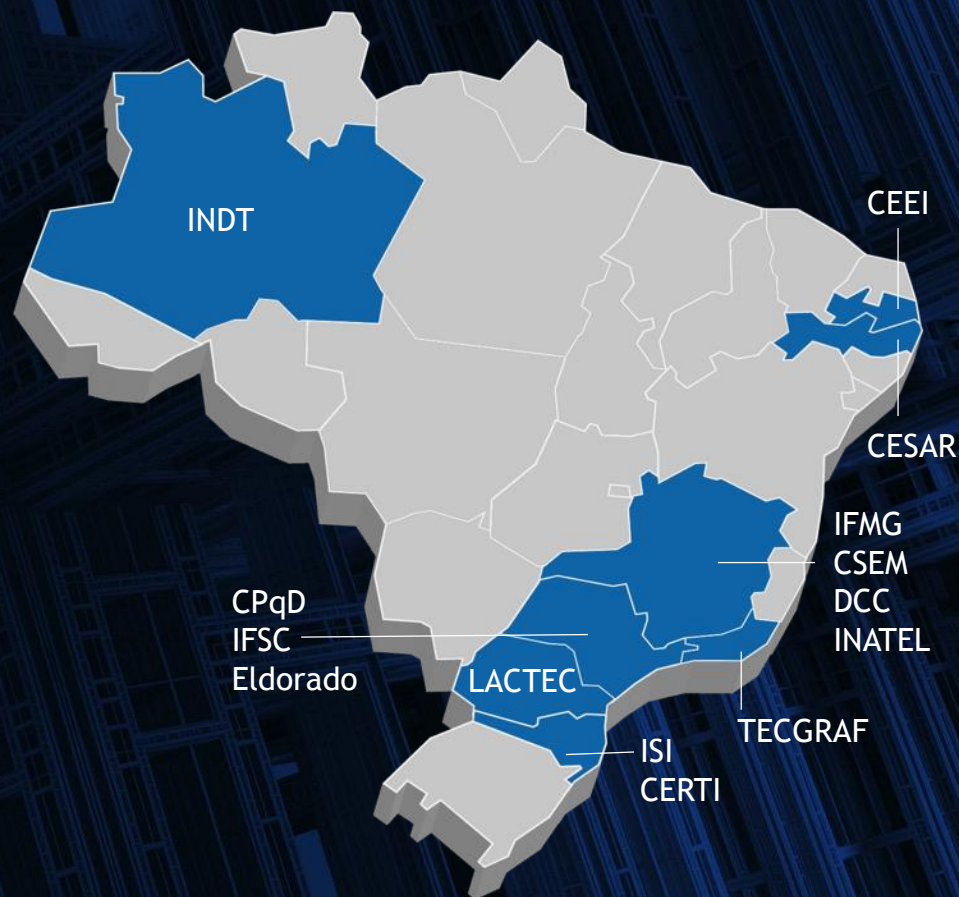 INDT
CEEI
CESAR
IFMG
CSEM
DCC
INATEL
CPqD
IFSC
Eldorado
LACTEC
TECGRAF
ISI
CERTI